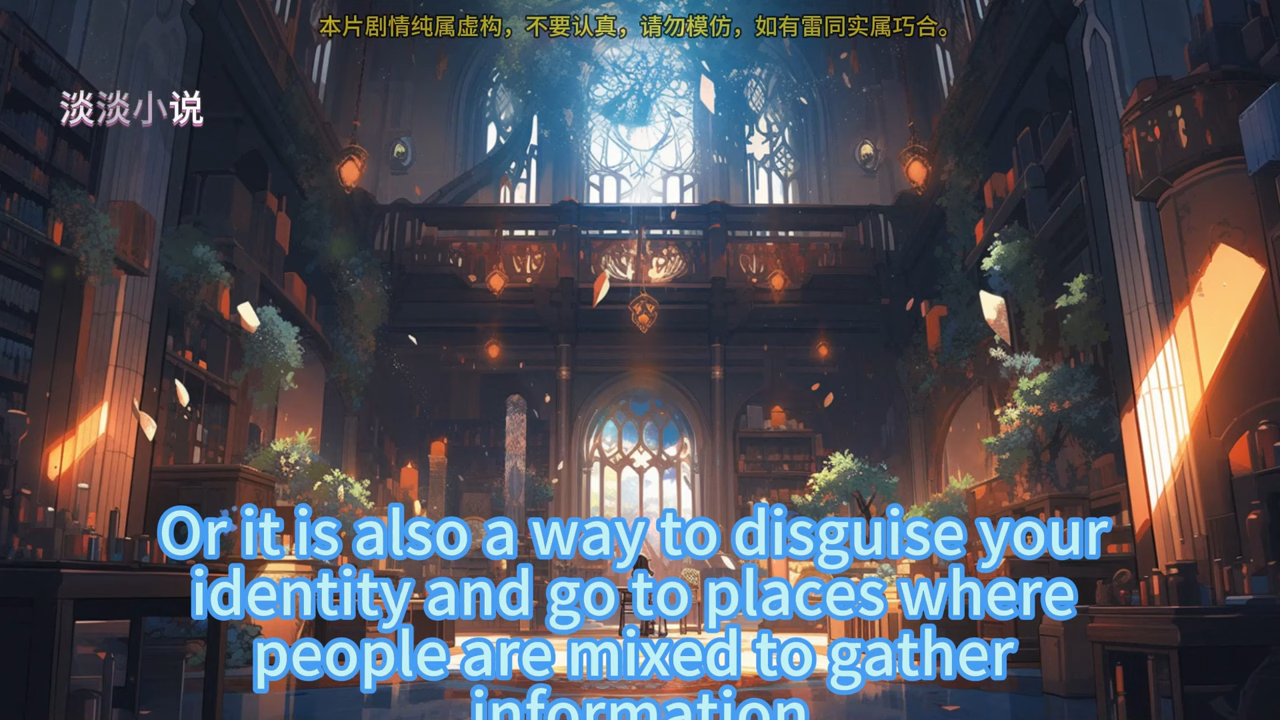 本片剧情纯属虚构，不要认真，请勿模仿，如有雷同实属巧合。
淡淡小说
Or it is also a way to disguise your
identity and go to places where
people are mixed to gather
information